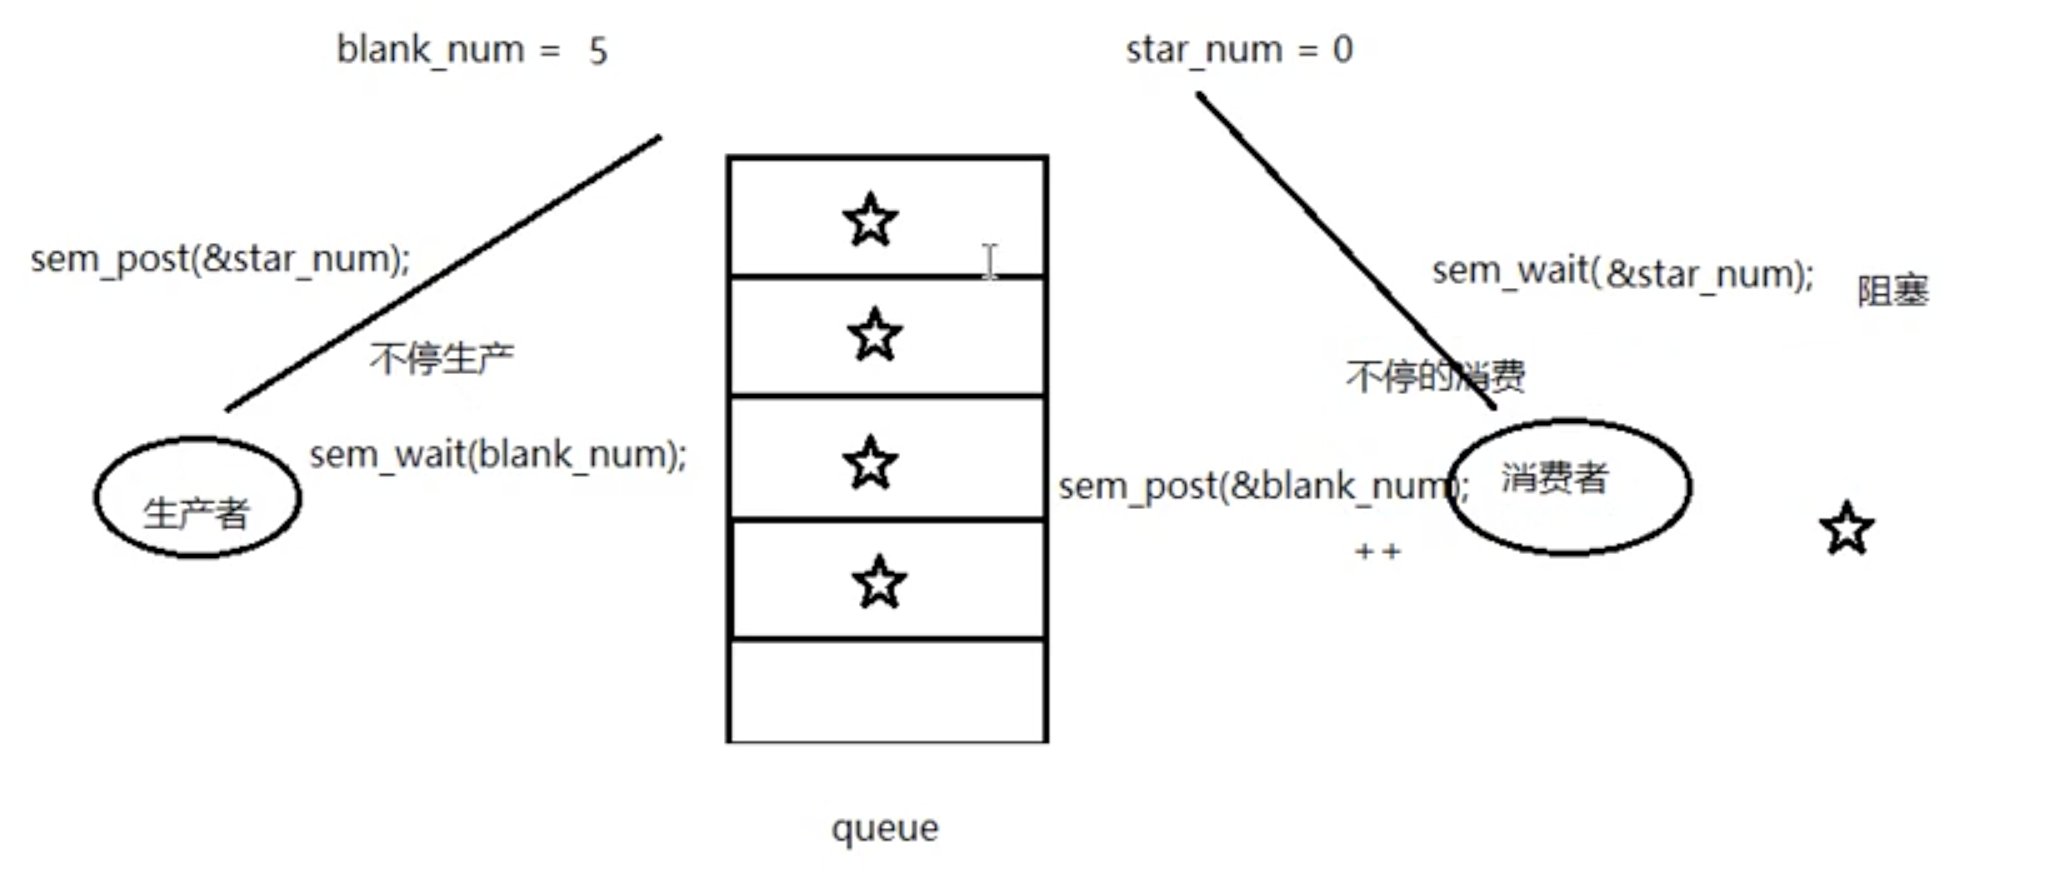 blank_num = 5
star_num = 0
sem_post(&star_num);
sem_wait( &star_num);
阻塞
不停生产
不停的消费
sem_wait(blank_num);
sem_post(&blank_num);
消费者
生产者
++
queue